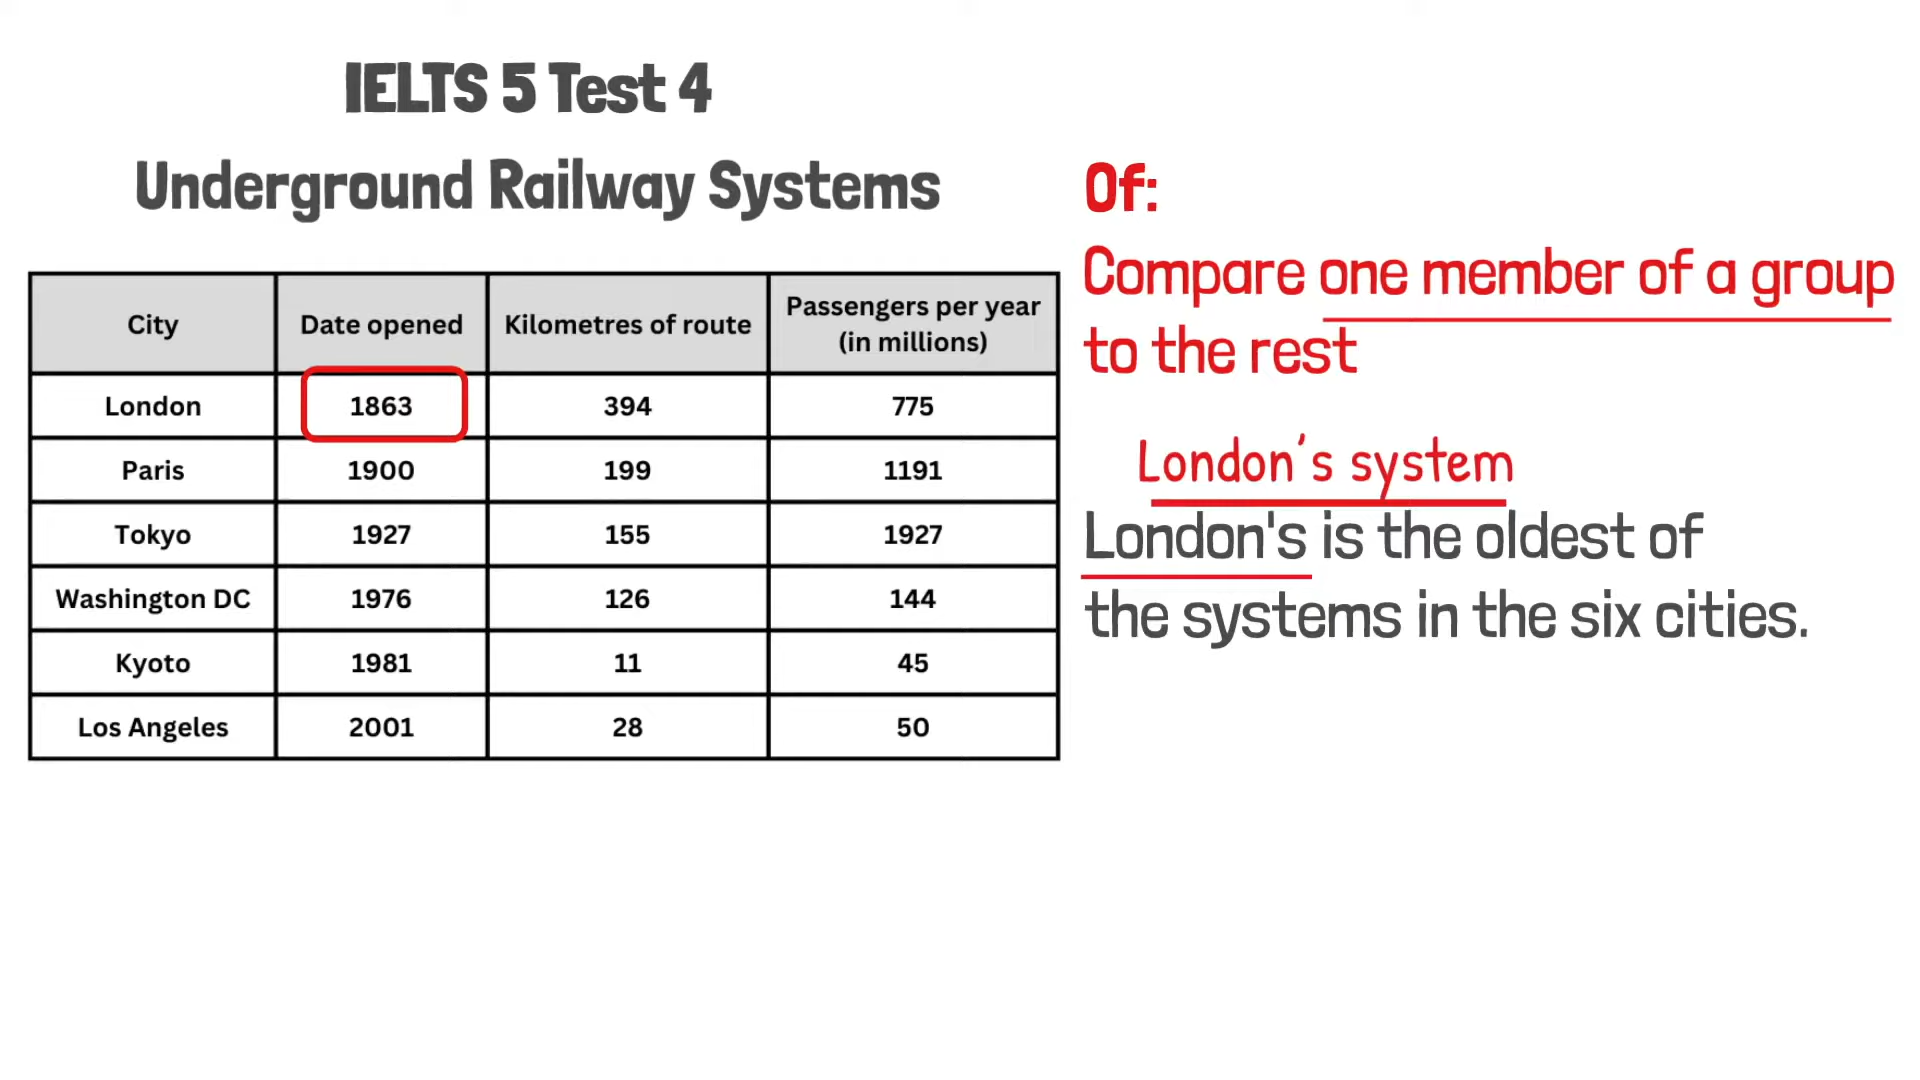 IELTS 5 Test 4
Underground Railway Systems
City Date opened Kilometres of route Passengers per year (in millions)
London 1863 394 775
Paris 1900 199 1191
Tokyo 1927 155 1927
Washington DC 1976 126 144
Kyoto 1981 11 45
Los Angeles 2001 28 50
Of:
Compare one member of a group
to the rest
London's system
London's is the oldest of
the systems in the six cities.